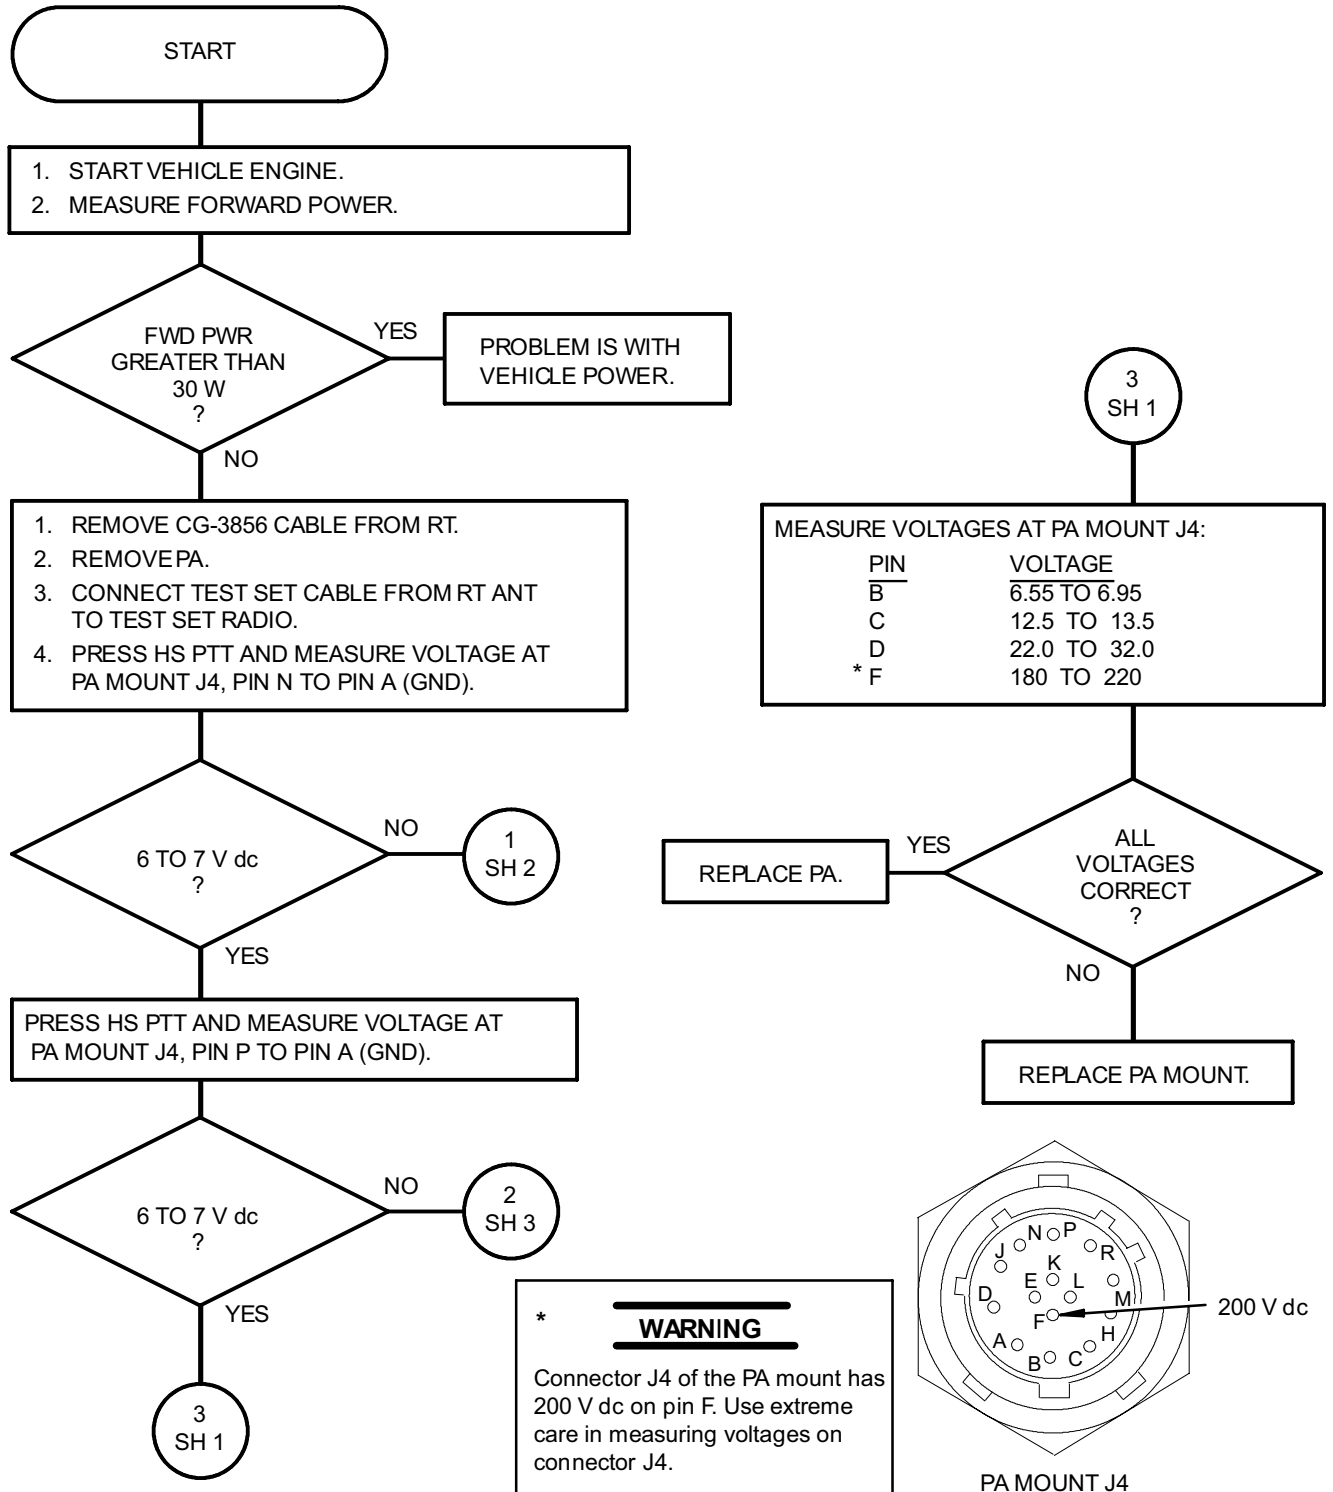 START
1. START VEHICLE ENGINE.
2. MEASURE FORWARD POWER.
FWD PWR
GREATER THAN
30 W
?
YES
PROBLEM IS WITH
VEHICLE POWER.
NO
1. REMOVE CG-3856 CABLE FROM RT.
2. REMOVE PA.
3. CONNECT TEST SET CABLE FROM RT ANT
TO TEST SET RADIO.
4. PRESS HS PTT AND MEASURE VOLTAGE AT
PA MOUNT J4, PIN N TO PIN A (GND).
6 TO 7 V dc
?
NO
1
SH 2
YES
PRESS HS PTT AND MEASURE VOLTAGE AT
PA MOUNT J4, PIN P TO PIN A (GND).
6 TO 7 V dc
?
NO
2
SH 3
YES
3
SH 1
3
SH 1
MEASURE VOLTAGES AT PA MOUNT J4:
PIN VOLTAGE
B 6.55 TO 6.95
C 12.5 TO 13.5
D 22.0 TO 32.0
* F 180 TO 220
ALL
VOLTAGES
CORRECT
?
YES
REPLACE PA.
NO
REPLACE PA MOUNT.
*
WARNING
Connector J4 of the PA mount has
200 V dc on pin F. Use extreme
care in measuring voltages on
connector J4.
N P
J R
K
E L
D M
F H
A
B C
200 V dc
PA MOUNT J4